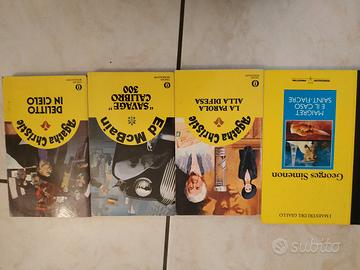 Agatha Christie
DELITTO
IN CIELO
Ed McBain
"SAVAGE"
CALIBRO
300
Agatha Christie
LA PAROLA
ALLA DIFESA
I MAESTRI DEL GIALLO
Georges Simenon
MAIGRET
E IL CASO
SAINT-FIACRE
subito